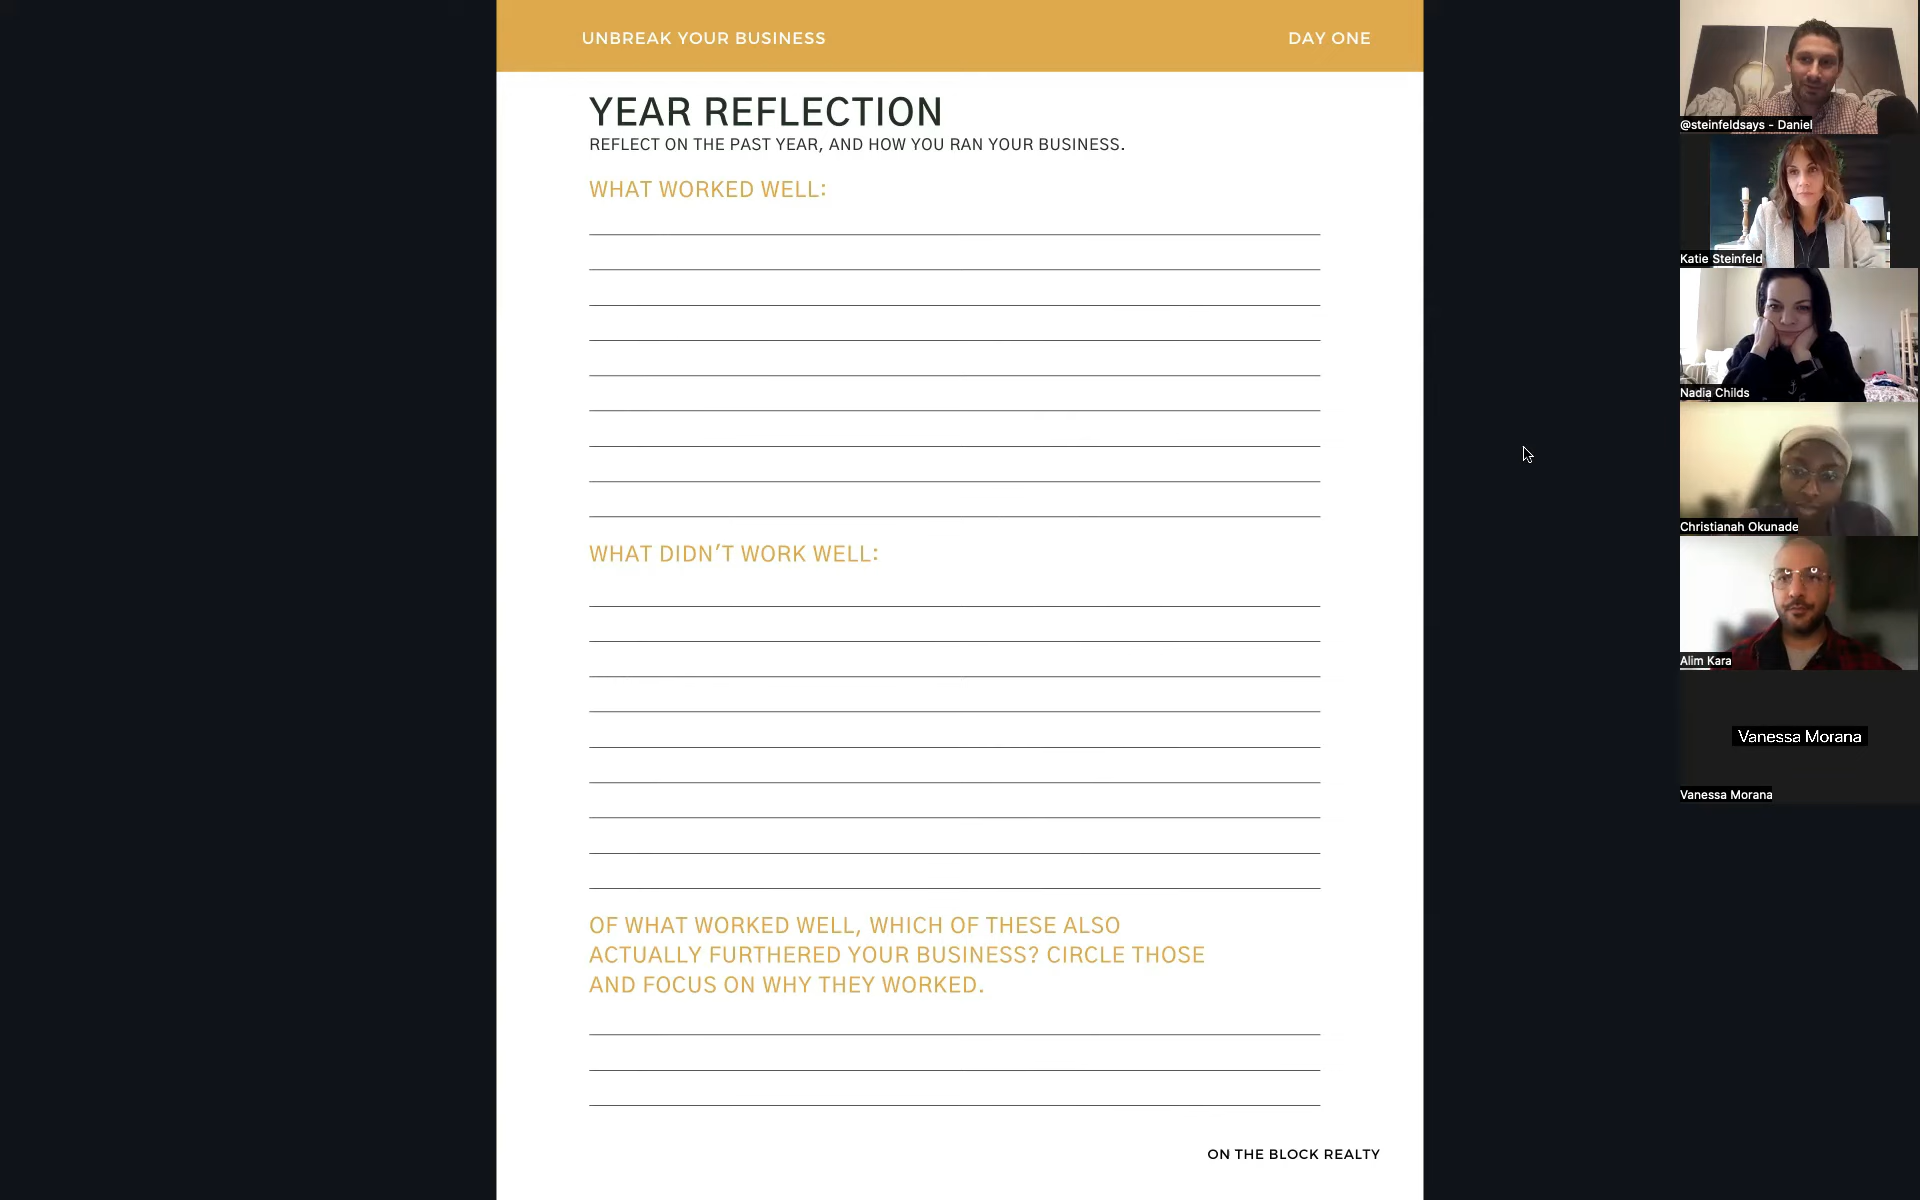 UNBREAK YOUR BUSINESS
DAY ONE
YEAR REFLECTION
REFLECT ON THE PAST YEAR, AND HOW YOU RAN YOUR BUSINESS.
WHAT WORKED WELL:
WHAT DIDN'T WORK WELL:
OF WHAT WORKED WELL, WHICH OF THESE ALSO
ACTUALLY FURTHERED YOUR BUSINESS? CIRCLE THOSE
AND FOCUS ON WHY THEY WORKED.
ON THE BLOCK REALTY
@steinfeldsays - Daniel
Katie Steinfeld
Nadia Childs
Christianah Okunade
Alim Kara
Vanessa Morana
Vanessa Morana